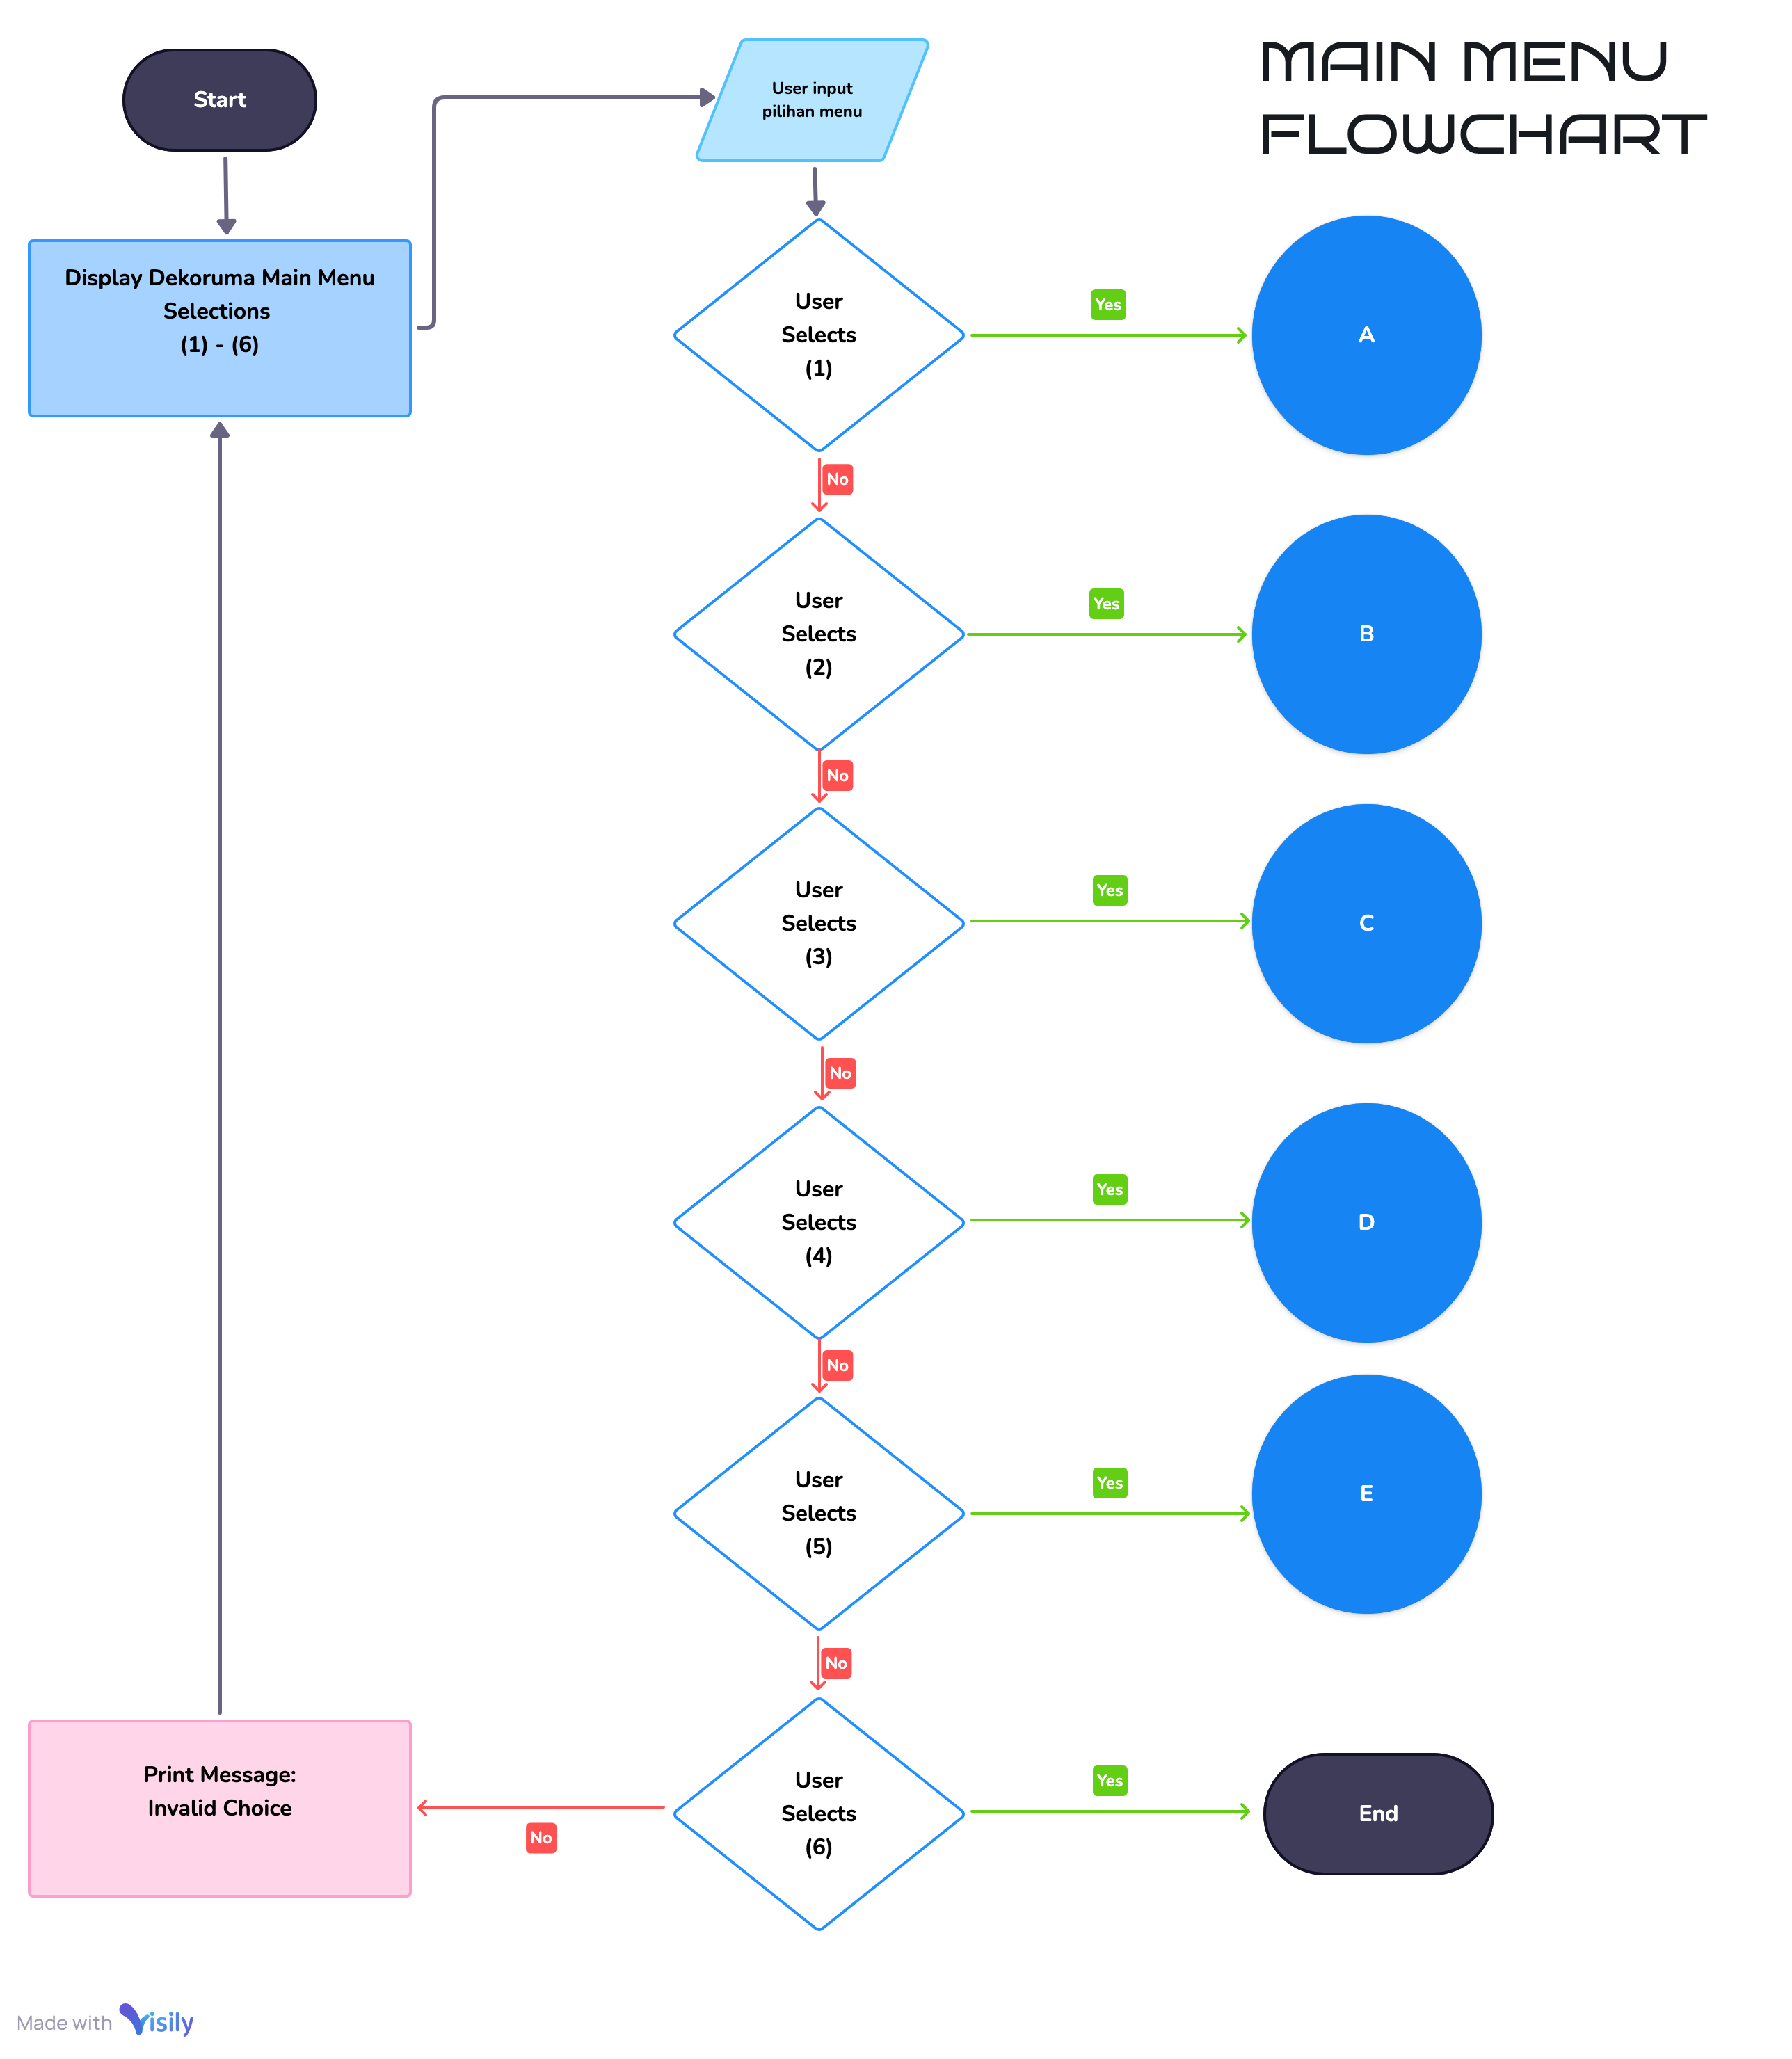 MAIN MENU
FLOWCHART
Start
User input
pilihan menu
Display Dekoruma Main Menu
Selections
(1) - (6)
User
Selects
(1)
Yes
A
No
User
Selects
(2)
Yes
B
No
User
Selects
(3)
Yes
C
No
User
Selects
(4)
Yes
D
No
User
Selects
(5)
Yes
E
No
User
Selects
(6)
Yes
End
No
Print Message:
Invalid Choice
Made with Visily